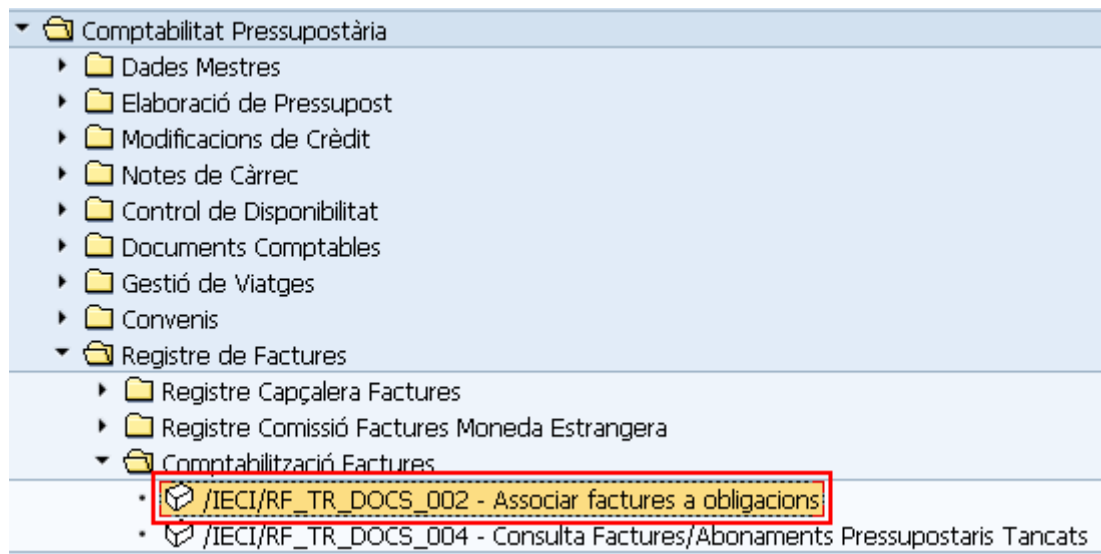 Comptabilitat Pressupostària
Dades Mestres
Elaboració de Pressupost
Modificacions de Crèdit
Notes de Càrrec
Control de Disponibilitat
Documents Comptables
Gestió de Viatges
Convenis
Registre de Factures
Registre Capçalera Factures
Registre Comissió Factures Moneda Estrangera
Comptabilització Factures
/IECI/RF_TR_DOCS_002 - Associar factures a obligacions
/IECI/RF_TR_DOCS_004 - Consulta Factures/Abonaments Pressupostaris Tancats